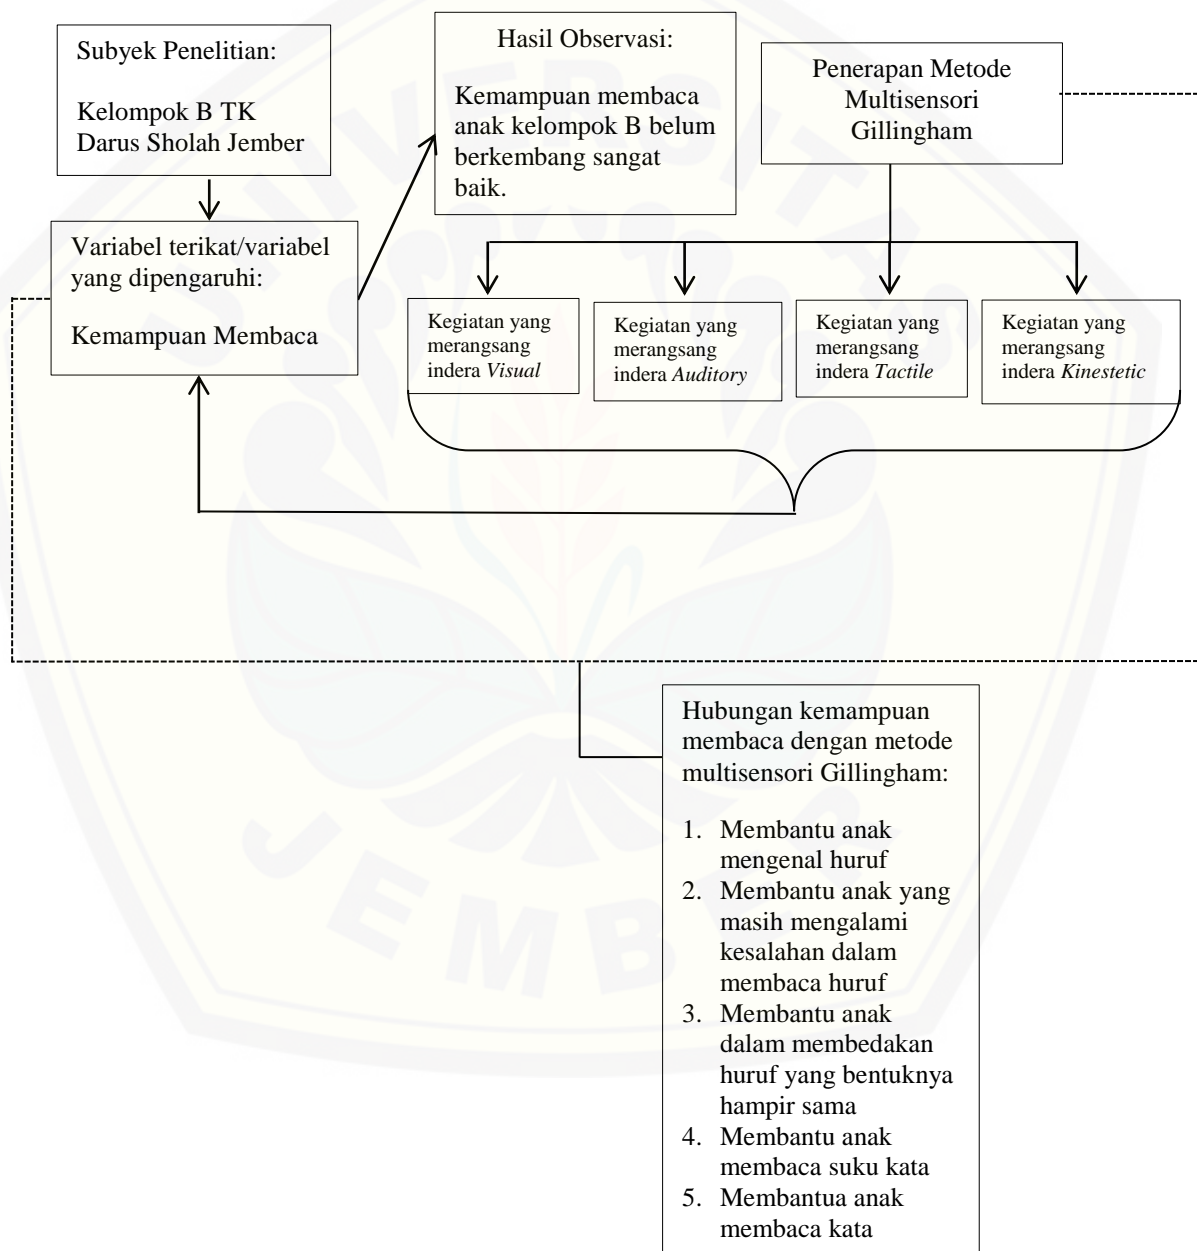 Subyek Penelitian:
Kelompok B TK
Darus Sholah Jember
Hasil Observasi:
Kemampuan membaca
anak kelompok B belum
berkembang sangat
baik.
Penerapan Metode
Multisensori
Gillingham
Variabel terikat/variabel
yang dipengaruhi:
Kemampuan Membaca
Kegiatan yang
merangsang
indera Visual
Kegiatan yang
merangsang
indera Auditory
Kegiatan yang
merangsang
indera Tactile
Kegiatan yang
merangsang
indera Kinestetic
Hubungan kemampuan
membaca dengan metode
multisensori Gillingham:
1. Membantu anak
mengenal huruf
2. Membantu anak yang
masih mengalami
kesalahan dalam
membaca huruf
3. Membantu anak
dalam membedakan
huruf yang bentuknya
hampir sama
4. Membantu anak
membaca suku kata
5. Membantua anak
membaca kata
UNIVERSITAS
JEMBER